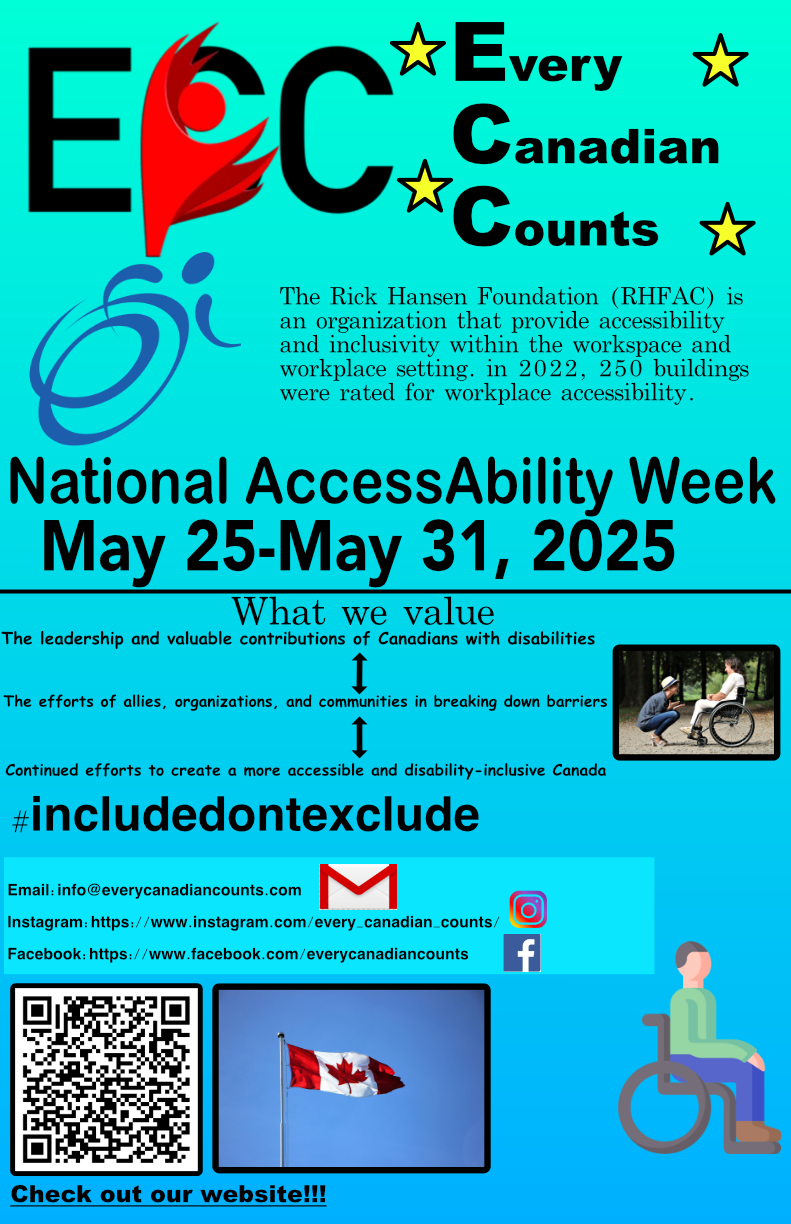 ECC
Every
Canadian
Counts
The Rick Hansen Foundation (RHFAC) is
an organization that provide accessibility
and inclusivity within the workspace and
workplace setting. in 2022, 250 buildings
were rated for workplace accessibility.
National AccessAbility Week
May 25-May 31, 2025
What we value
The leadership and valuable contributions of Canadians with disabilities
The efforts of allies, organizations, and communities in breaking down barriers
Continued efforts to create a more accessible and disability-inclusive Canada
#includedontexclude
Email: info@everycanadiancounts.com
Instagram: https://www.instagram.com/every_canadian_counts/
Facebook: https://www.facebook.com/everycanadiancounts
Check out our website!!!